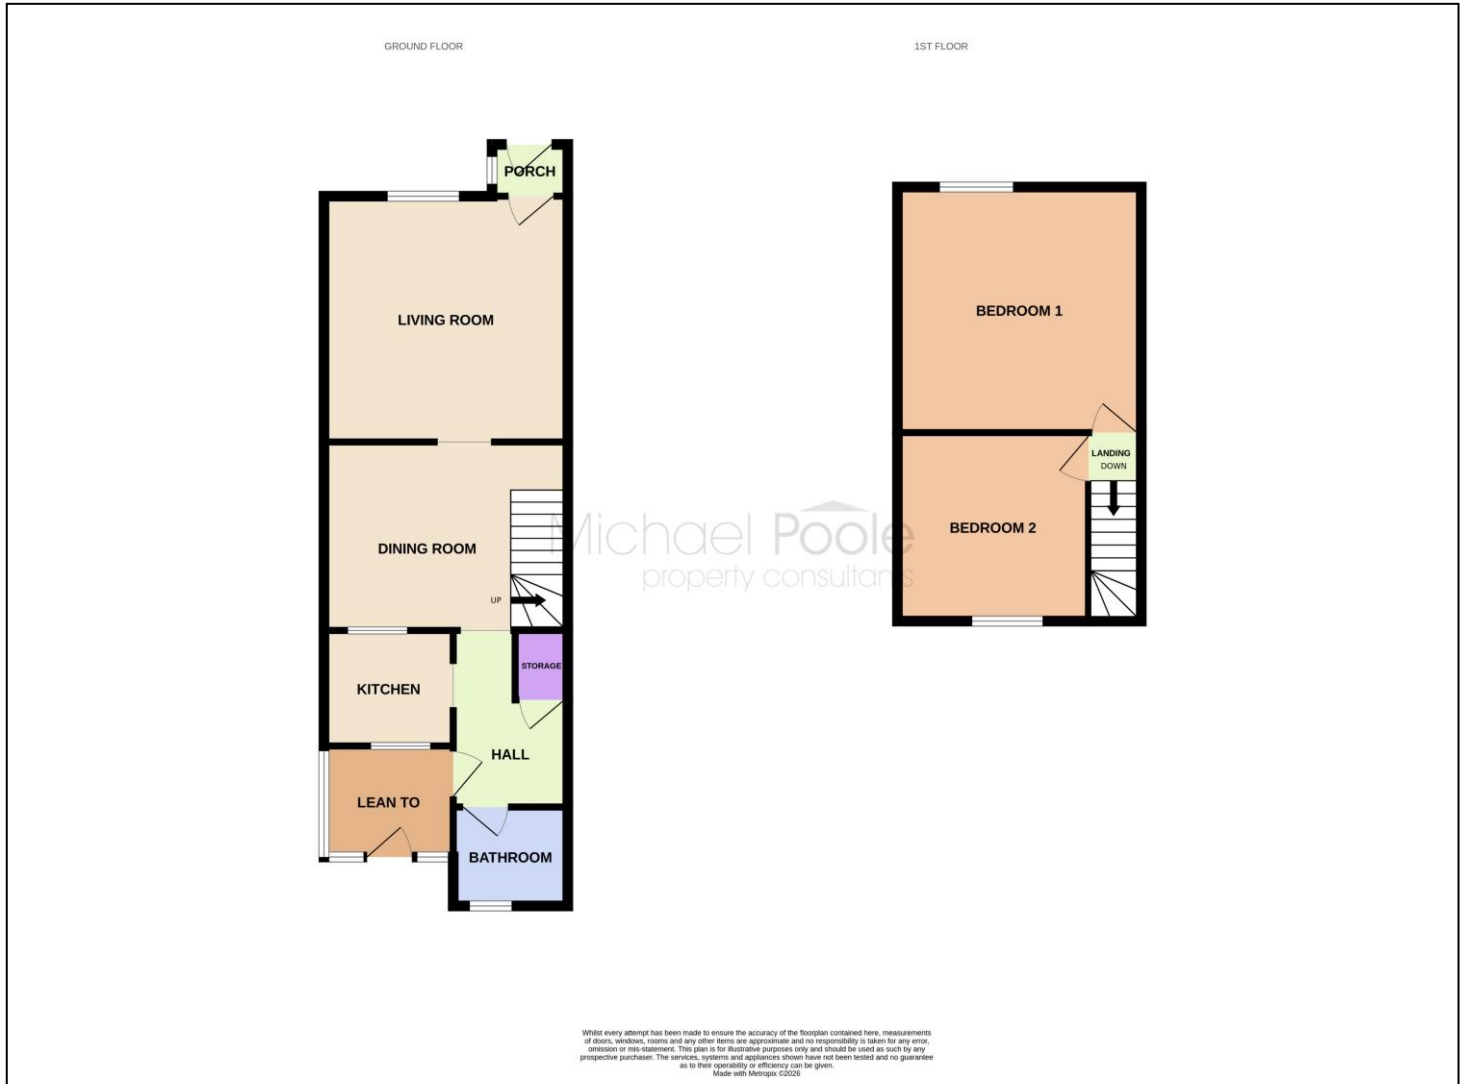 GROUND FLOOR
1ST FLOOR
PORCH
LIVING ROOM
BEDROOM 1
LANDING
DOWN
BEDROOM 2
DINING ROOM
UP
Michael Poole
property consultants
STORAGE
KITCHEN
HALL
LEAN TO
BATHROOM
Whilst every attempt has been made to ensure the accuracy of the floorplan contained here, measurements
of doors, windows, rooms and any other items are approximate and no responsibility is taken for any error,
omission or mis-statement. This plan is for illustrative purposes only and should be used as such by any
prospective purchaser. The services, systems and appliances shown have not been tested and no guarantee
as to their operability or efficiency can be given.
Made with Metropix ©2026